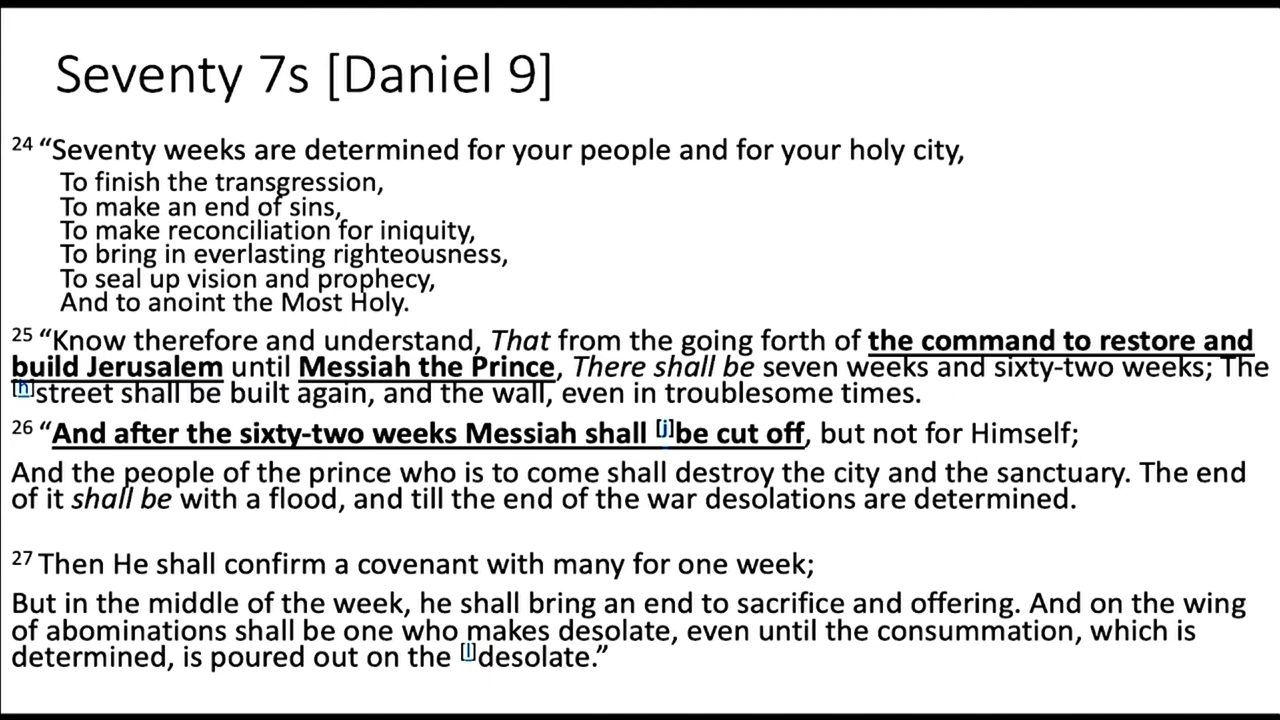 Seventy 7s [Daniel 9]
24 “Seventy weeks are determined for your people and for your holy city,
To finish the transgression,
To make an end of sins,
To make reconciliation for iniquity,
To bring in everlasting righteousness,
To seal up vision and prophecy,
And to anoint the Most Holy.
25 “Know therefore and understand, That from the going forth of the command to restore and
build Jerusalem until Messiah the Prince, There shall be seven weeks and sixty-two weeks; The
[h]street shall be built again, and the wall, even in troublesome times.
26 “And after the sixty-two weeks Messiah shall [j]be cut off, but not for Himself;
And the people of the prince who is to come shall destroy the city and the sanctuary. The end
of it shall be with a flood, and till the end of the war desolations are determined.
27 Then He shall confirm a covenant with many for one week;
But in the middle of the week, he shall bring an end to sacrifice and offering. And on the wing
of abominations shall be one who makes desolate, even until the consummation, which is
determined, is poured out on the [l]desolate.”